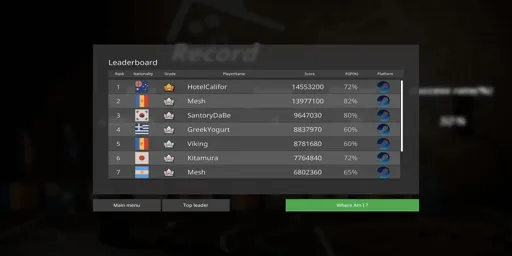 Record
Leaderboard
Rank Nationality Grade PlayerName Score PSPIRs Platform
1 HotelCalifor 14553200 72%
2 Mesh 13977100 82%
3 SantoryDaBe 9647030 80%
4 GreekYogurt 8837970 60%
5 Viking 8781680 60%
6 Kitamura 7764840 72%
7 Mesh 6802360 65%
Main menu Top leader Where Am I ?